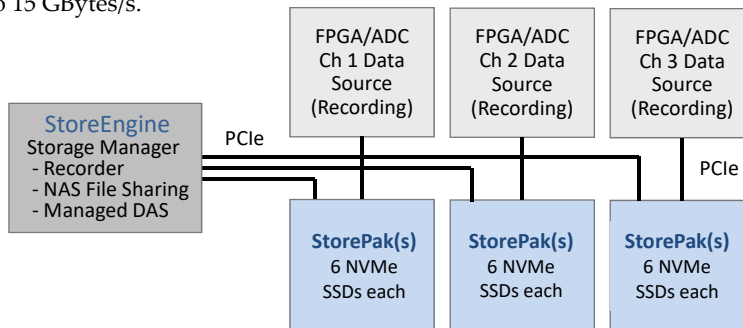 15 GBytes/s.
FPGA/ADC
Ch 1 Data
Source
(Recording)
FPGA/ADC
Ch 2 Data
Source
(Recording)
FPGA/ADC
Ch 3 Data
Source
(Recording)
StoreEngine
Storage Manager
- Recorder
- NAS File Sharing
- Managed DAS
PCIe
PCIe
StorePak(s)
6 NVMe
SSDs each
StorePak(s)
6 NVMe
SSDs each
StorePak(s)
6 NVMe
SSDs each